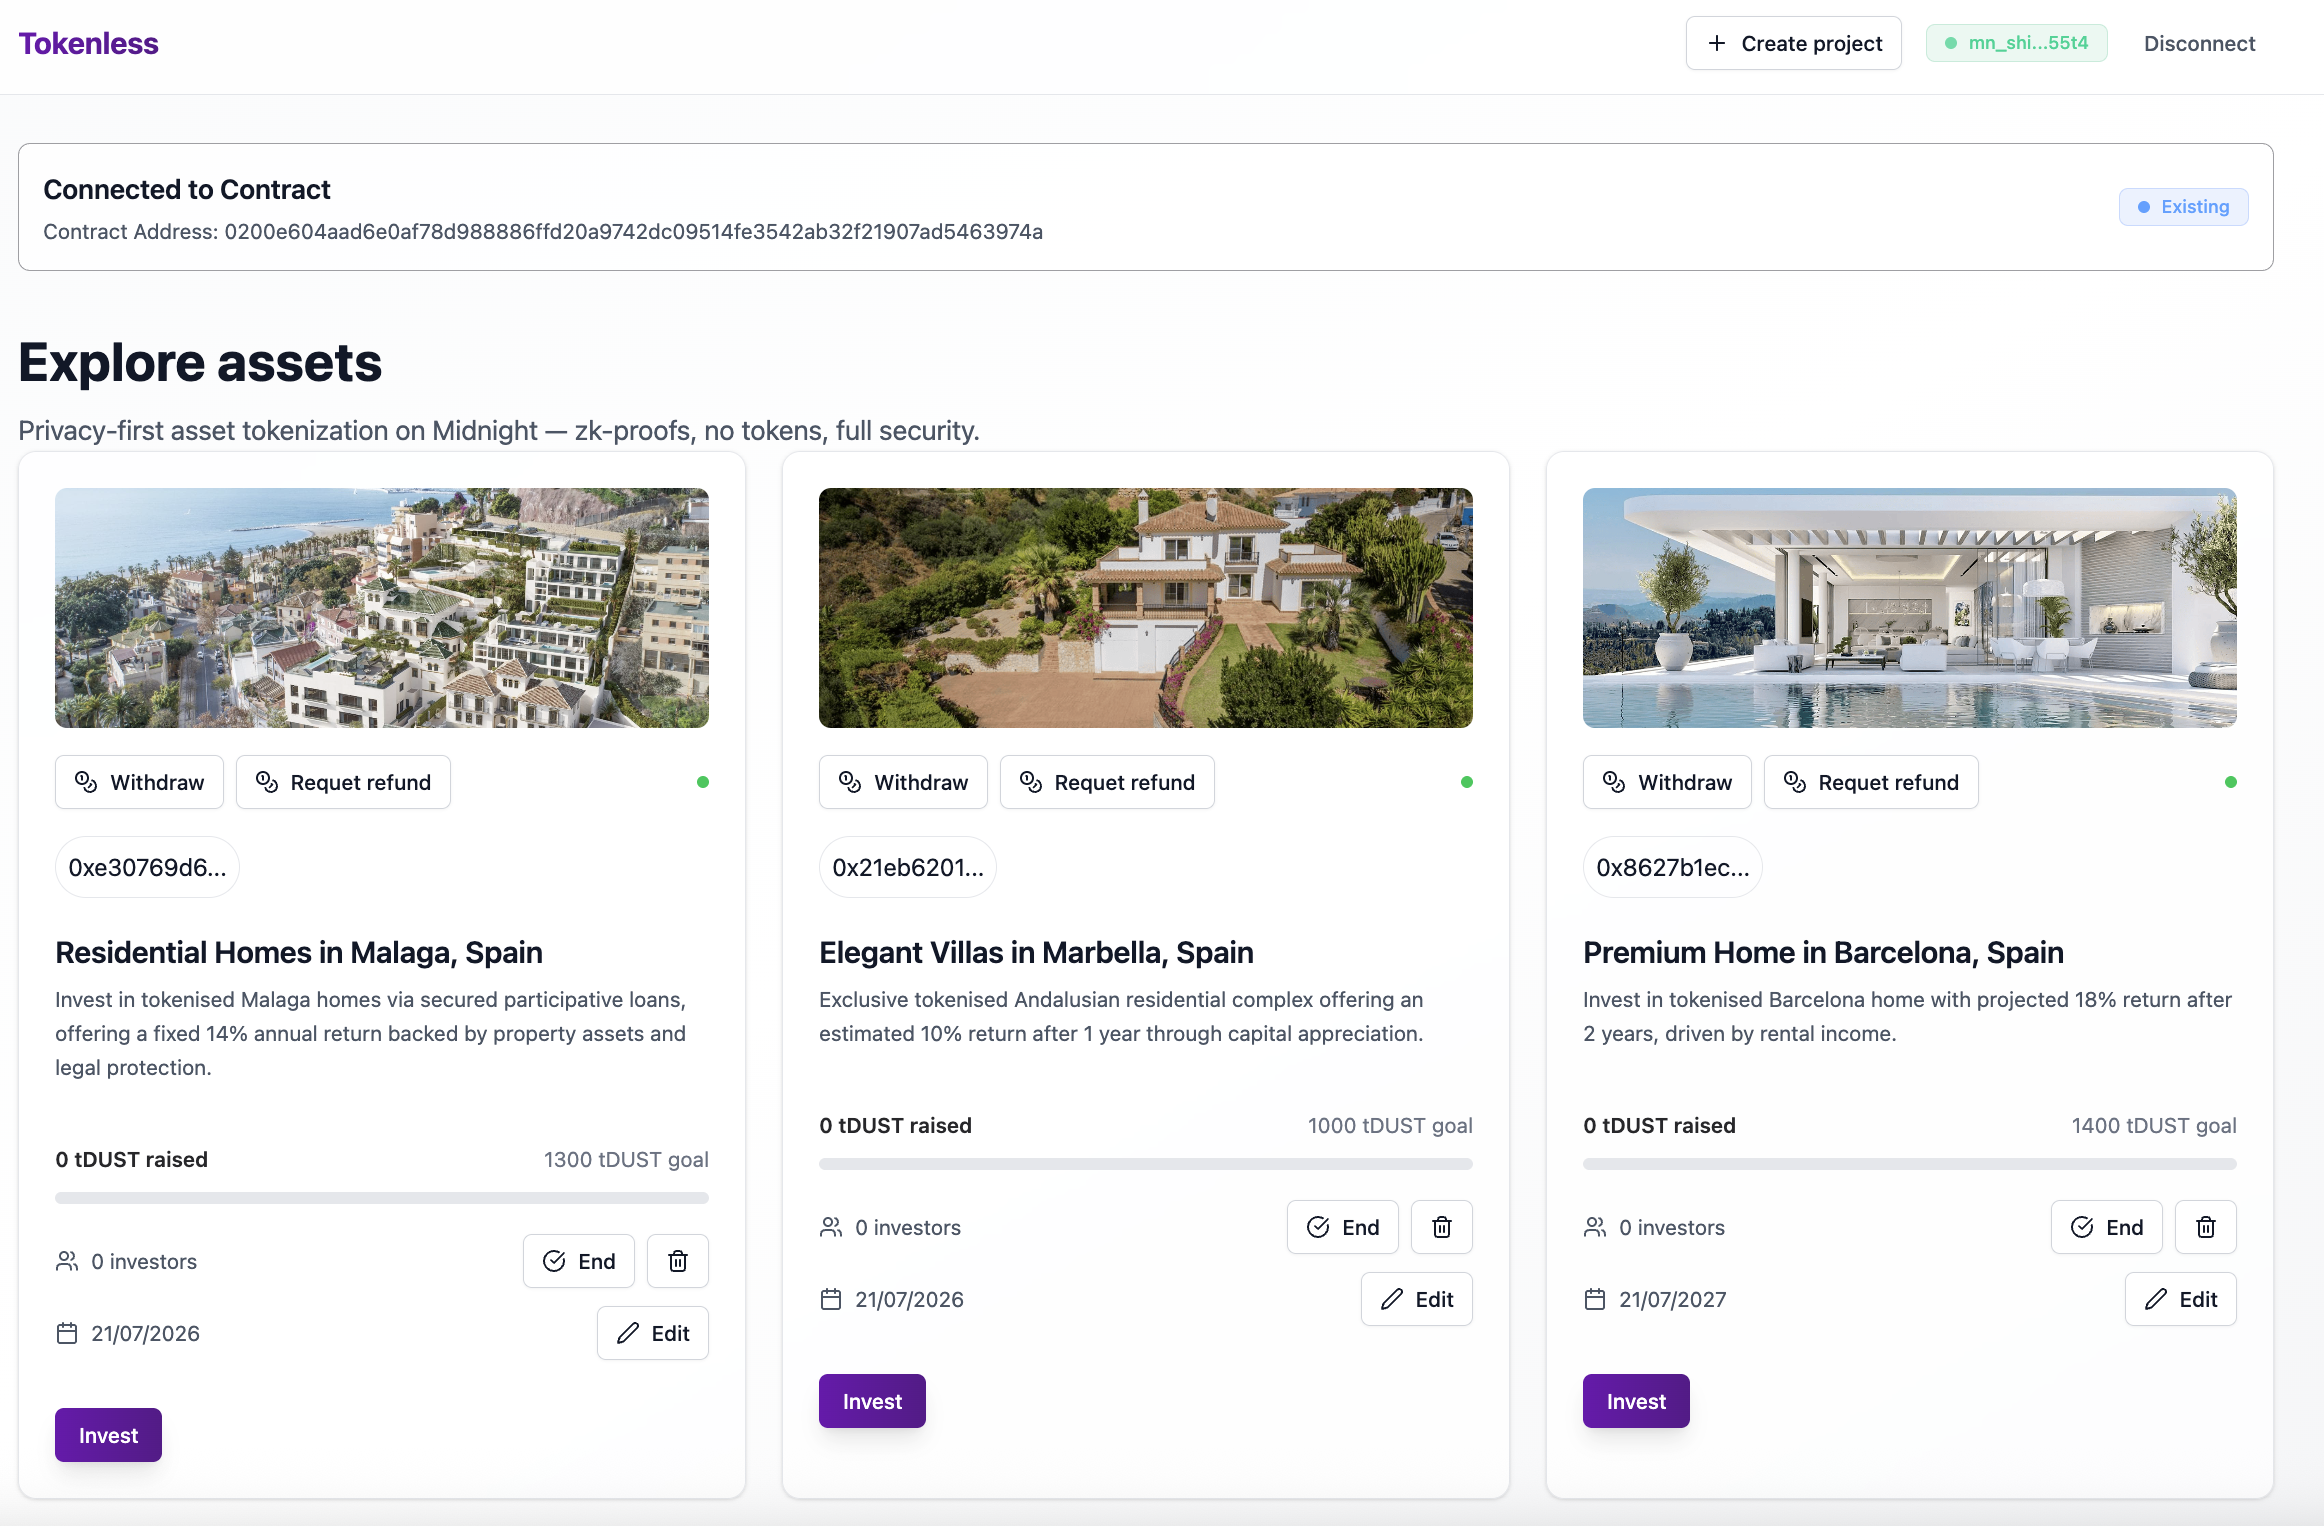 Tokenless
Create project
mn_shi...55t4
Disconnect
Connected to Contract
Contract Address: 0200e604aad6e0af78d988886ffd20a9742dc09514fe3542ab32f21907ad5463974a
Existing
Explore assets
Privacy-first asset tokenization on Midnight — zk-proofs, no tokens, full security.
Withdraw
Requet refund
0xe30769d6...
Residential Homes in Malaga, Spain
Invest in tokenised Malaga homes via secured participative loans,
offering a fixed 14% annual return backed by property assets and
legal protection.
0 tDUST raised
1300 tDUST goal
0 investors
End
21/07/2026
Edit
Invest
Withdraw
Requet refund
0x21eb6201...
Elegant Villas in Marbella, Spain
Exclusive tokenised Andalusian residential complex offering an
estimated 10% return after 1 year through capital appreciation.
0 tDUST raised
1000 tDUST goal
0 investors
End
21/07/2026
Edit
Invest
Withdraw
Requet refund
0x8627b1ec...
Premium Home in Barcelona, Spain
Invest in tokenised Barcelona home with projected 18% return after
2 years, driven by rental income.
0 tDUST raised
1400 tDUST goal
0 investors
End
21/07/2027
Edit
Invest